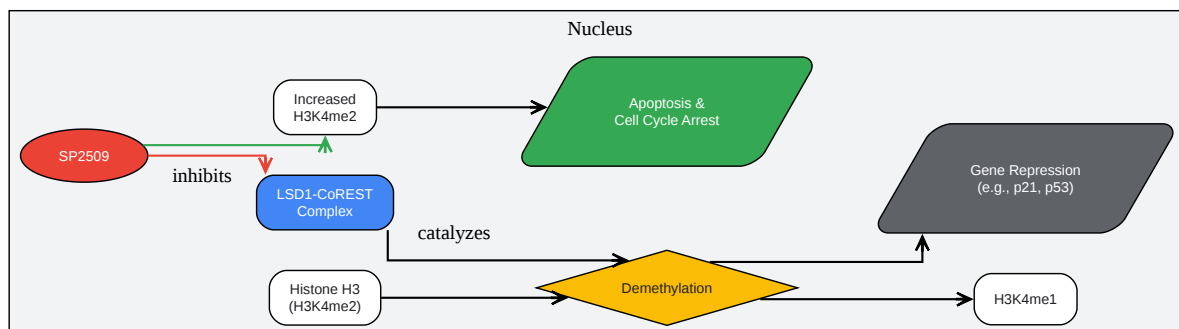 Nucleus
Increased
H3K4me2
Apoptosis &
Cell Cycle Arrest
SP2509
inhibits
LSD1-CoREST
Complex
Gene Repression
(e.g., p21, p53)
catalyzes
Histone H3
(H3K4me2)
Demethylation
H3K4me1